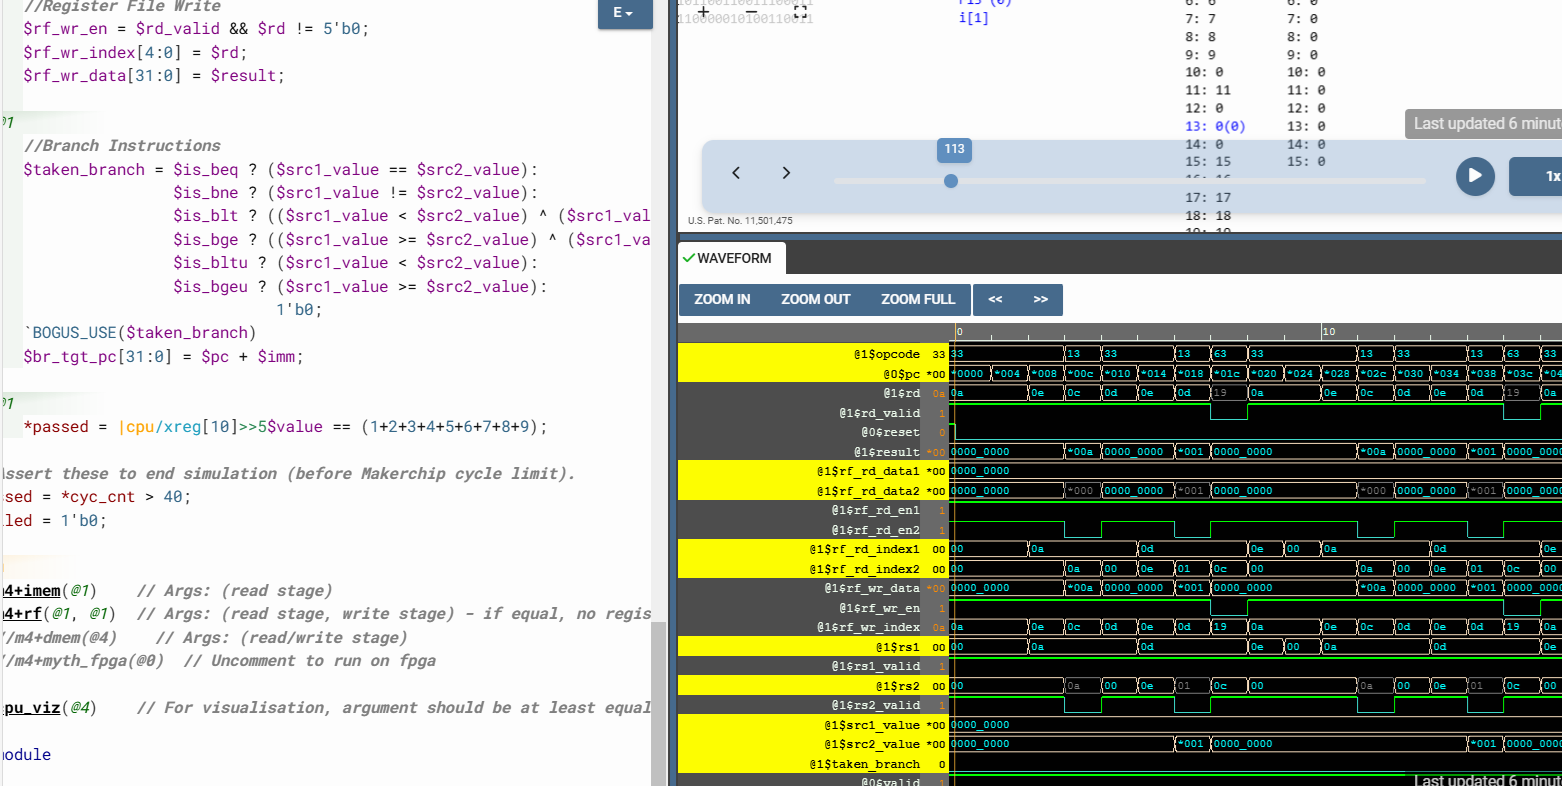 //Register File Write
$rf_wr_en = $rd_valid && $rd != 5'b0;
$rf_wr_index[4:0] = $rd;
$rf_wr_data[31:0] = $result;
@1
//Branch Instructions
$taken_branch = $is_beq ? ($src1_value == $src2_value):
$is_bne ? ($src1_value != $src2_value):
$is_blt ? (($src1_value < $src2_value) ^ ($src1_val
$is_bge ? (($src1_value >= $src2_value) ^ ($src1_va
$is_bltu ? ($src1_value < $src2_value):
$is_bgeu ? ($src1_value >= $src2_value):
1'b0;
`BOGUS_USE($taken_branch)
$br_tgt_pc[31:0] = $pc + $imm;
@1
*passed = |cpu/xreg[10]>>5$value == (1+2+3+4+5+6+7+8+9);
Assert these to end simulation (before Makerchip cycle limit).
ssed = *cyc_cnt > 40;
led = 1'b0;
m4+imem(@1)    // Args: (read stage)
m4+rf(@1, @1)  // Args: (read stage, write stage) - if equal, no regis
//m4+dmem(@4)    // Args: (read/write stage)
//m4+myth_fpga(@0)  // Uncomment to run on fpga
pu_viz(@4)    // For visualisation, argument should be at least equal
module
E
11000001010011 0011
i[1]
6: 6 6: 0
7: 7 7: 0
8: 8 8: 0
9: 9 9: 0
10: 0 10: 0
11: 11 11: 0
12: 0 12: 0
13: 0(0) 13: 0
14: 0 14: 0
15: 15 15: 0
16: 16
17: 17
18: 18
19: 19
Last updated 6 minut
113
1x
U.S. Pat. No. 11,501,475
WAVEFORM
ZOOM IN ZOOM OUT ZOOM FULL << >>
0 10
@1$opcode 33 33 13 33 13 63 33 13 33 13 63 33
@0$pc *00 *0000 *004 *008 *00c *010 *014 *018 *01c *020 *024 *028 *02c *030 *034 *038 *03c *04
@1$rd 0a 0a 0e 0c 0d 0e 0d 19 0a 0e 0c 0d 0e 0d 19 0a
@1$rd_valid 1
@0$reset 0
@1$result *00 0000_0000 *00a 0000_0000 *001 0000_0000 *00a 0000_0000 *001 0000_000
@1$rf_rd_data1 *00 0000_0000
@1$rf_rd_data2 *00 0000_0000 *000 0000_0000 *001 0000_0000 *000 0000_0000 *001 0000_000
@1$rf_rd_en1 1
@1$rf_rd_en2 1
@1$rf_rd_index1 00 00 0a 0d 0e 00 0a 0d 0e
@1$rf_rd_index2 00 00 0a 00 0e 01 0c 00 0a 00 0e 01 0c 00
@1$rf_wr_data *00 0000_0000 *00a 0000_0000 *001 0000_0000 *00a 0000_0000 *001 0000_000
@1$rf_wr_en 1
@1$rf_wr_index 0a 0a 0e 0c 0d 0e 0d 19 0a 0e 0c 0d 0e 0d 19 0a
@1$rs1 00 00 0a 0d 0e 00 0a 0d 0e
@1$rs1_valid 1
@1$rs2 00 00 0a 00 0e 01 0c 00 0a 00 0e 01 0c 00
@1$rs2_valid 1
@1$src1_value *00 0000_0000
@1$src2_value *00 0000_0000 *001 0000_0000 *001 0000_000
@1$taken_branch 0
@0$valid 1
Last updated 6 minut